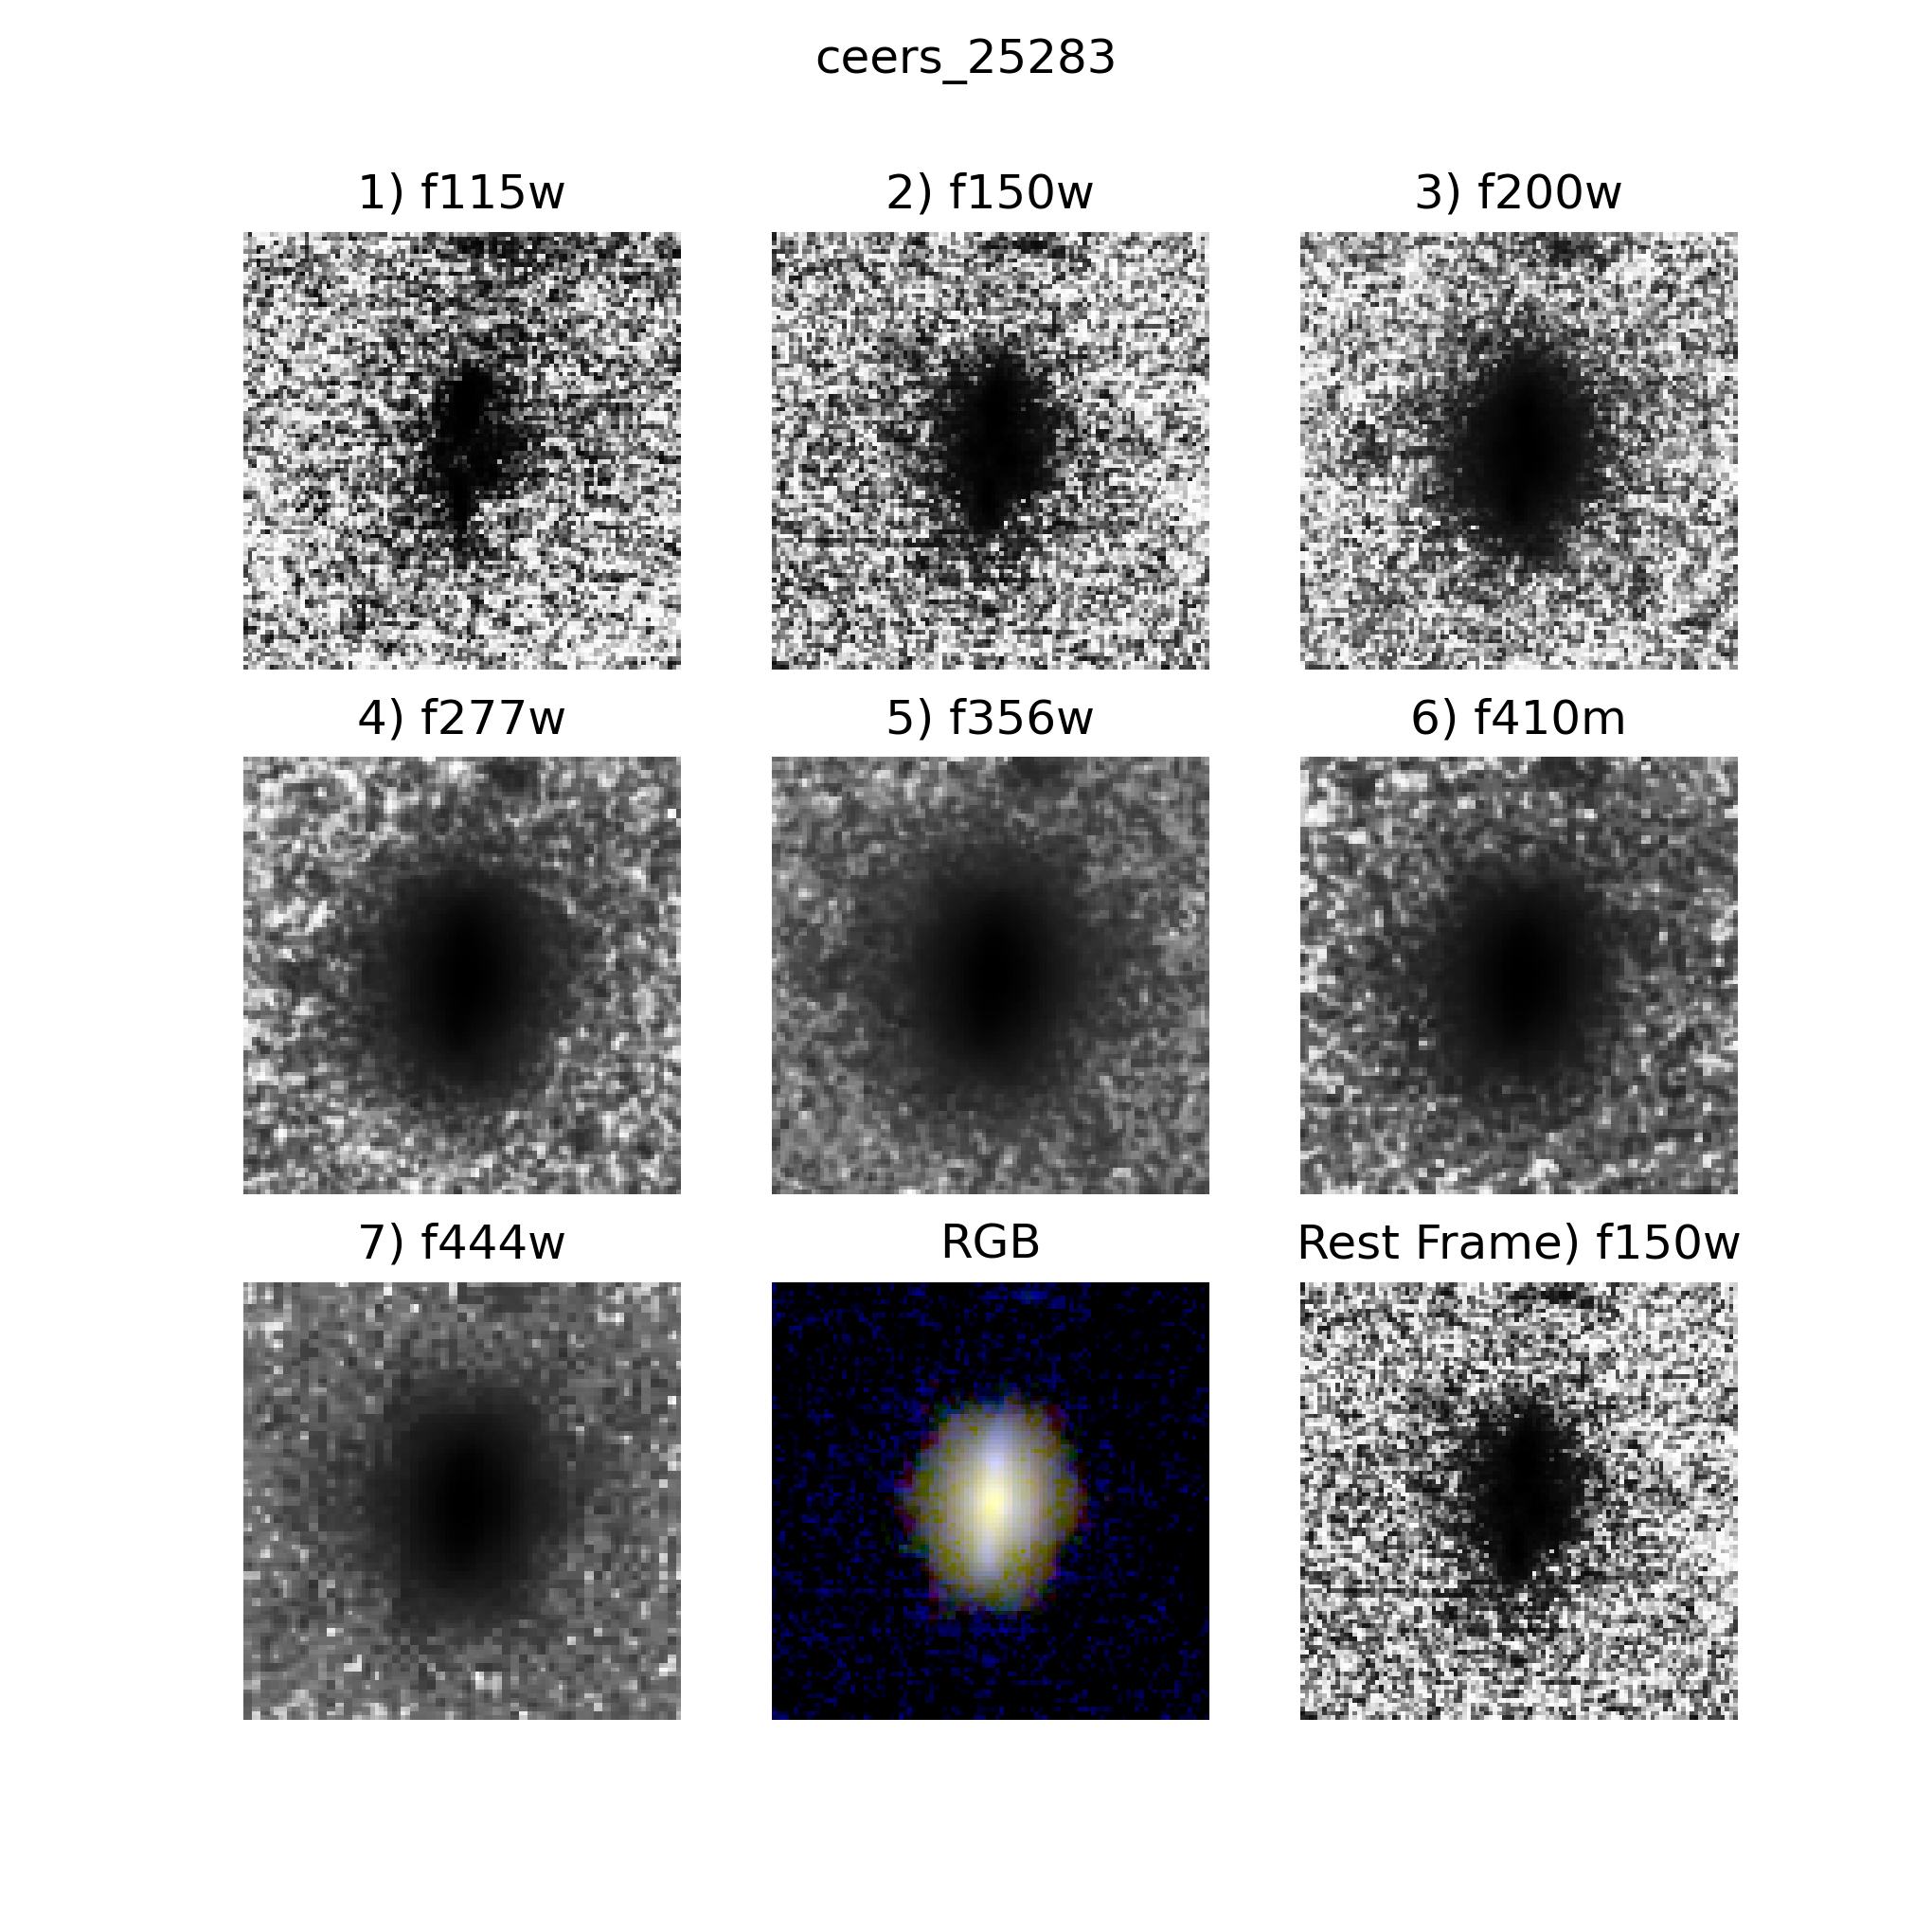 ceers_25283
1) f115w
2) f150w
3) f200w
4) f277w
5) f356w
6) f410m
7) f444w
RGB
Rest Frame) f150w